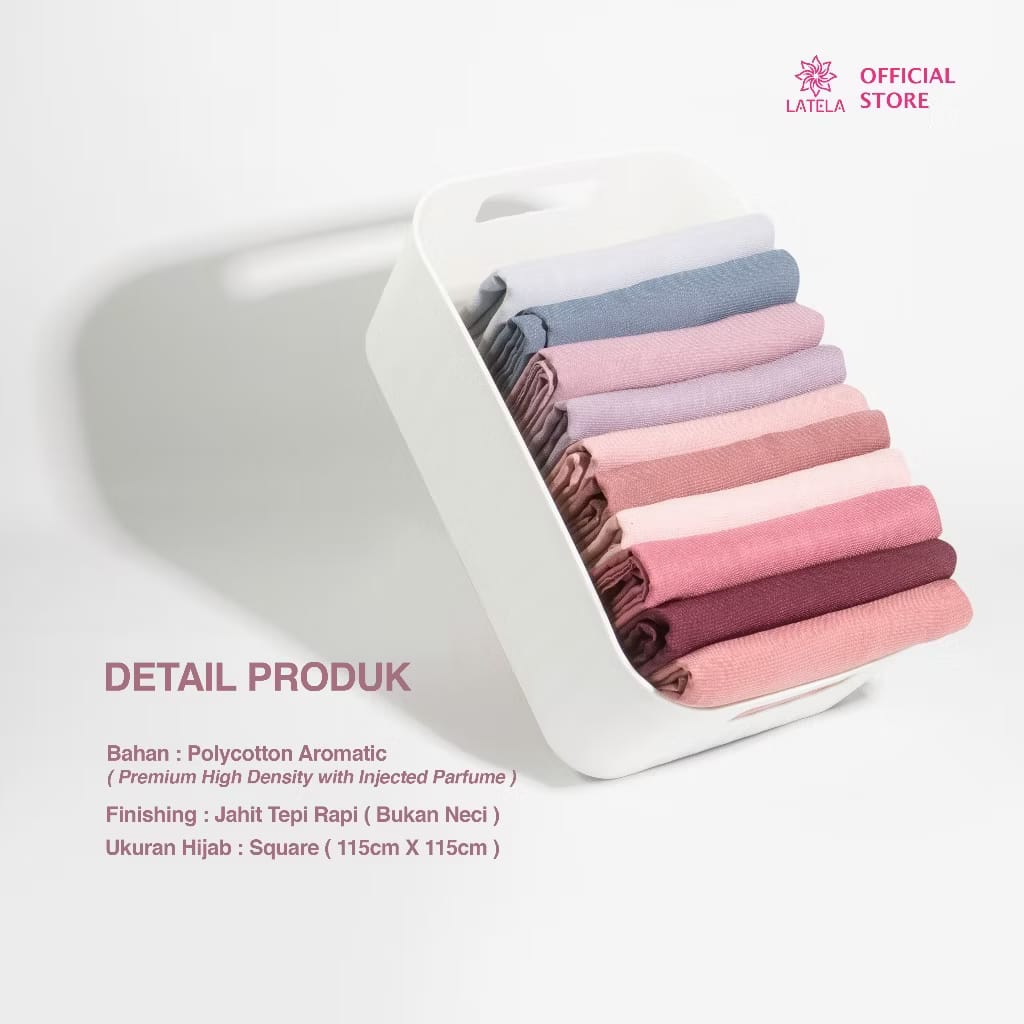 LATELA
OFFICIAL
STORE
DETAIL PRODUK
Bahan : Polycotton Aromatic
( Premium High Density with Injected Parfume )
Finishing : Jahit Tepi Rapi ( Bukan Neci )
Ukuran Hijab : Square ( 115cm X 115cm )